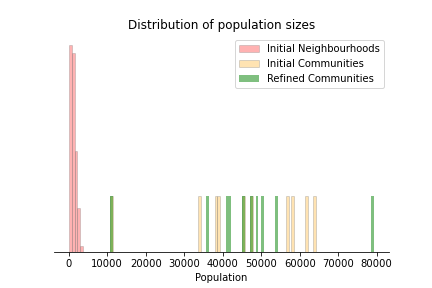 Distribution of population sizes
Initial Neighbourhoods
Initial Communities
Refined Communities
0 10000 20000 30000 40000 50000 60000 70000 80000
Population